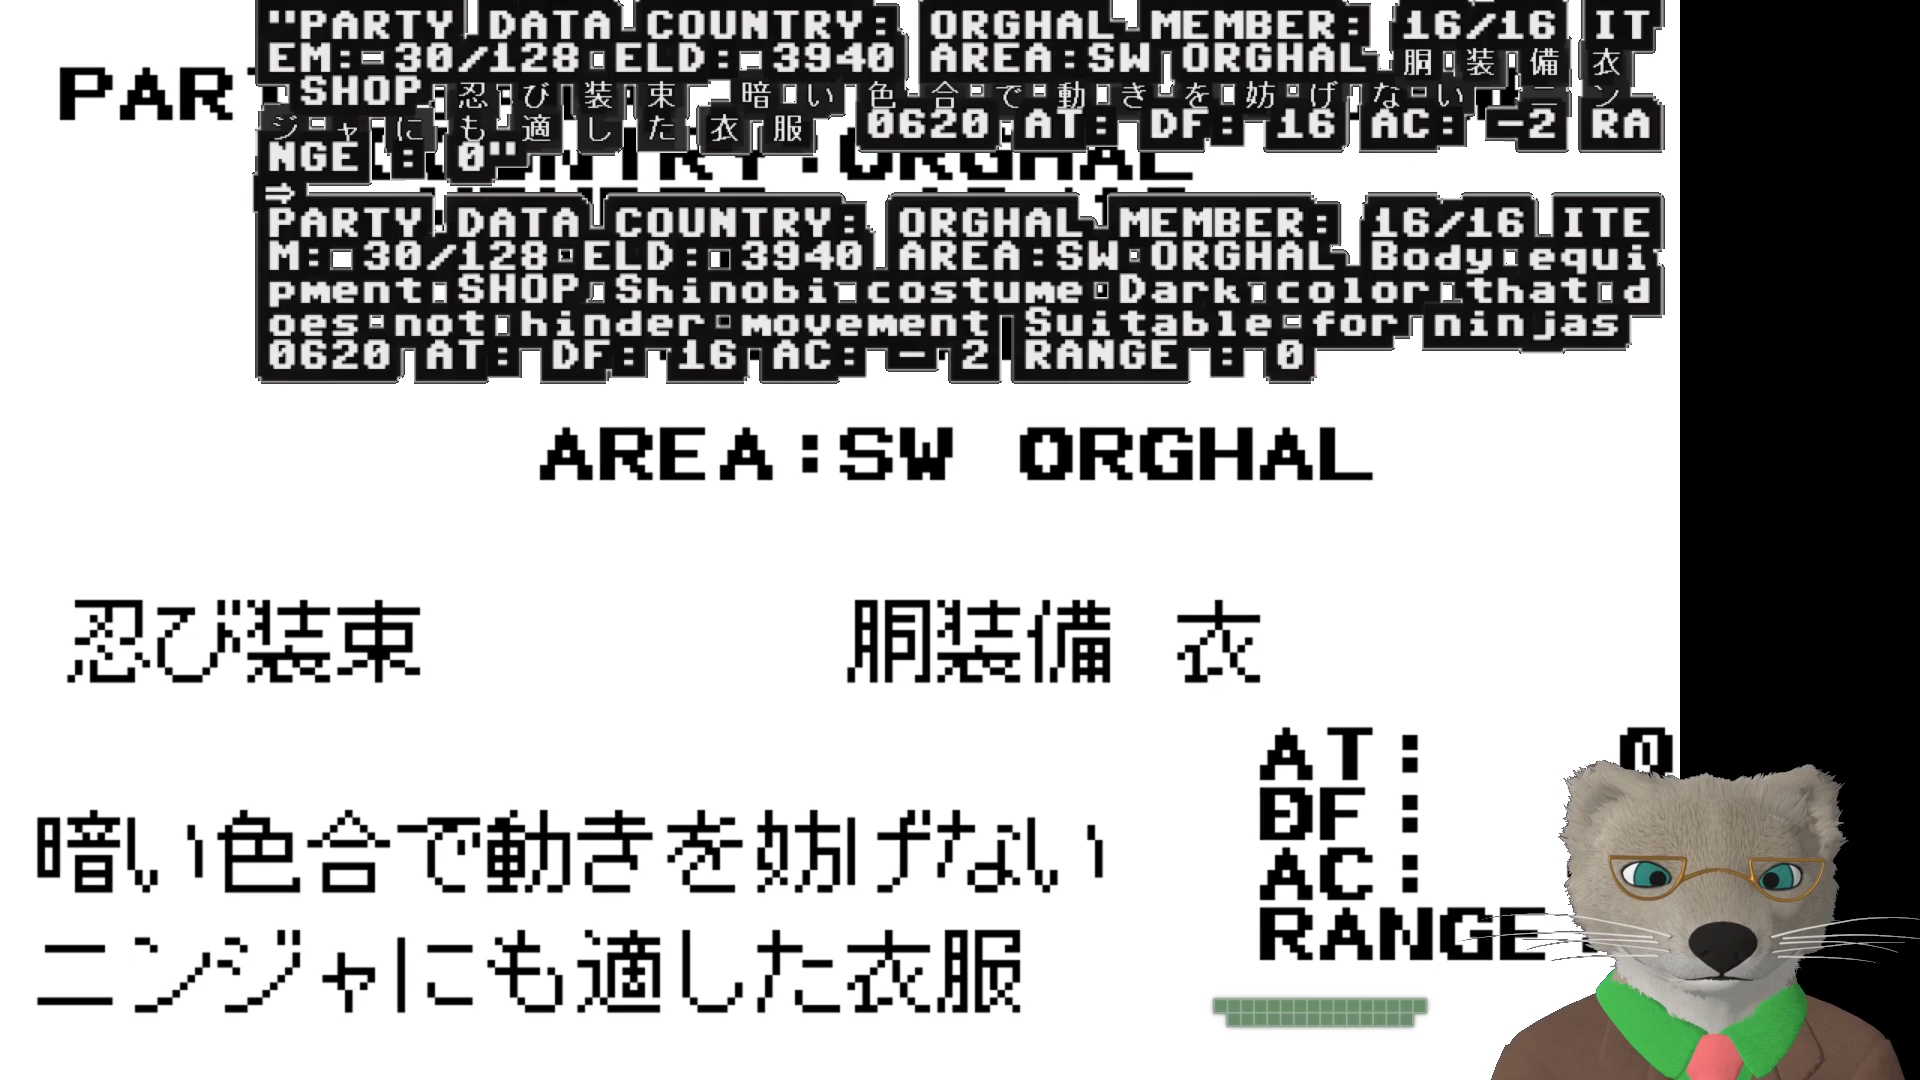 "PARTY DATA COUNTRY: ORGHAL MEMBER: 16/16 IT
EM: 30/128 ELD: 3940 AREA:SW ORGHAL 胴装備 衣
SHOP 忍び装束 暗い色合で動きを妨げない ニン
ジャにも適した衣服 0620 AT: DF: 16 AC: -2 RA
NGE : 0"
⇒
PARTY DATA COUNTRY: ORGHAL MEMBER: 16/16 ITE
M: 30/128 ELD: 3940 AREA:SW ORGHAL Body equi
pment SHOP Shinobi costume Dark color that d
oes not hinder movement Suitable for ninjas
0620 AT: DF: 16 AC: - 2 RANGE : 0
COUNTRY:ORGHAL
AREA:SW ORGHAL
忍び装束 胴装備 衣
AT: 0
DF:
AC:
RANGE
暗い色合で動きを妨げない
ニンジャにも適した衣服